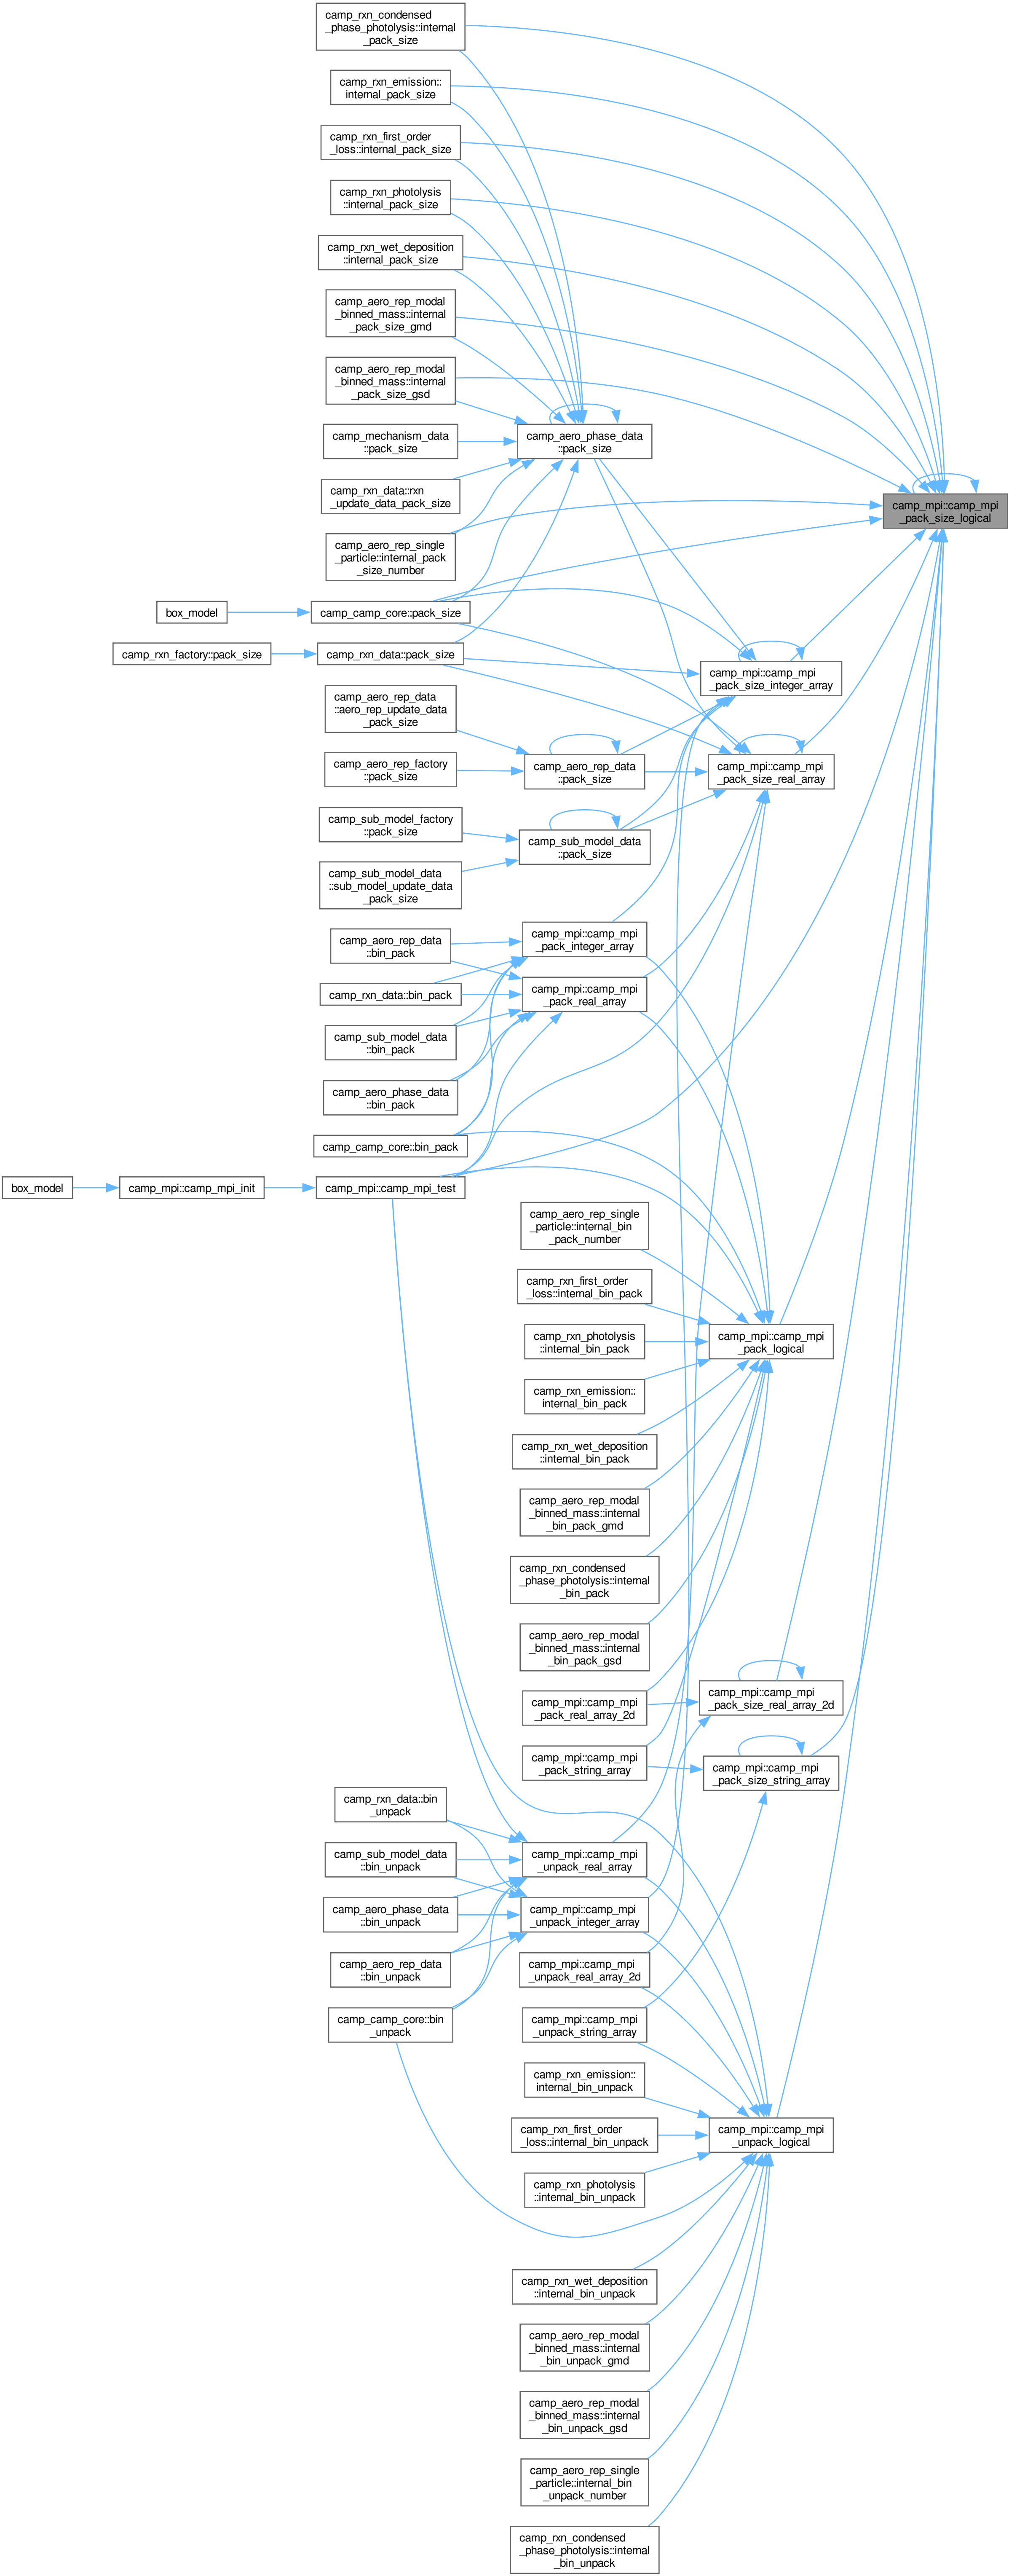 camp_rxn_condensed
_phase_photolysis::internal
_pack_size
camp_rxn_emission::
internal_pack_size
camp_rxn_first_order
_loss::internal_pack_size
camp_rxn_photolysis
::internal_pack_size
camp_rxn_wet_deposition
::internal_pack_size
camp_aero_rep_modal
_binned_mass::internal
_pack_size_gmd
camp_aero_rep_modal
_binned_mass::internal
_pack_size_gsd
camp_mechanism_data
::pack_size
camp_aero_phase_data
::pack_size
camp_rxn_data::rxn
_update_data_pack_size
camp_mpi::camp_mpi
_pack_size_logical
camp_aero_rep_single
_particle::internal_pack
_size_number
box_model
camp_camp_core::pack_size
camp_rxn_factory::pack_size
camp_rxn_data::pack_size
camp_mpi::camp_mpi
_pack_size_integer_array
camp_aero_rep_data
::aero_rep_update_data
_pack_size
camp_aero_rep_factory
::pack_size
camp_aero_rep_data
::pack_size
camp_mpi::camp_mpi
_pack_size_real_array
camp_sub_model_factory
::pack_size
camp_sub_model_data
::pack_size
camp_sub_model_data
::sub_model_update_data
_pack_size
camp_aero_rep_data
::bin_pack
camp_mpi::camp_mpi
_pack_integer_array
camp_rxn_data::bin_pack
camp_mpi::camp_mpi
_pack_real_array
camp_sub_model_data
::bin_pack
camp_aero_phase_data
::bin_pack
camp_camp_core::bin_pack
box_model
camp_mpi::camp_mpi_init
camp_mpi::camp_mpi_test
camp_aero_rep_single
_particle::internal_bin
_pack_number
camp_rxn_first_order
_loss::internal_bin_pack
camp_rxn_photolysis
::internal_bin_pack
camp_mpi::camp_mpi
_pack_logical
camp_rxn_emission::
internal_bin_pack
camp_rxn_wet_deposition
::internal_bin_pack
camp_aero_rep_modal
_binned_mass::internal
_bin_pack_gmd
camp_rxn_condensed
_phase_photolysis::internal
_bin_pack
camp_aero_rep_modal
_binned_mass::internal
_bin_pack_gsd
camp_mpi::camp_mpi
_pack_real_array_2d
camp_mpi::camp_mpi
_pack_size_real_array_2d
camp_mpi::camp_mpi
_pack_string_array
camp_mpi::camp_mpi
_pack_size_string_array
camp_rxn_data::bin
_unpack
camp_sub_model_data
::bin_unpack
camp_mpi::camp_mpi
_unpack_real_array
camp_aero_phase_data
::bin_unpack
camp_mpi::camp_mpi
_unpack_integer_array
camp_aero_rep_data
::bin_unpack
camp_mpi::camp_mpi
_unpack_real_array_2d
camp_camp_core::bin
_unpack
camp_mpi::camp_mpi
_unpack_string_array
camp_rxn_emission::
internal_bin_unpack
camp_rxn_first_order
_loss::internal_bin_unpack
camp_mpi::camp_mpi
_unpack_logical
camp_rxn_photolysis
::internal_bin_unpack
camp_rxn_wet_deposition
::internal_bin_unpack
camp_aero_rep_modal
_binned_mass::internal
_bin_unpack_gmd
camp_aero_rep_modal
_binned_mass::internal
_bin_unpack_gsd
camp_aero_rep_single
_particle::internal_bin
_unpack_number
camp_rxn_condensed
_phase_photolysis::internal
_bin_unpack